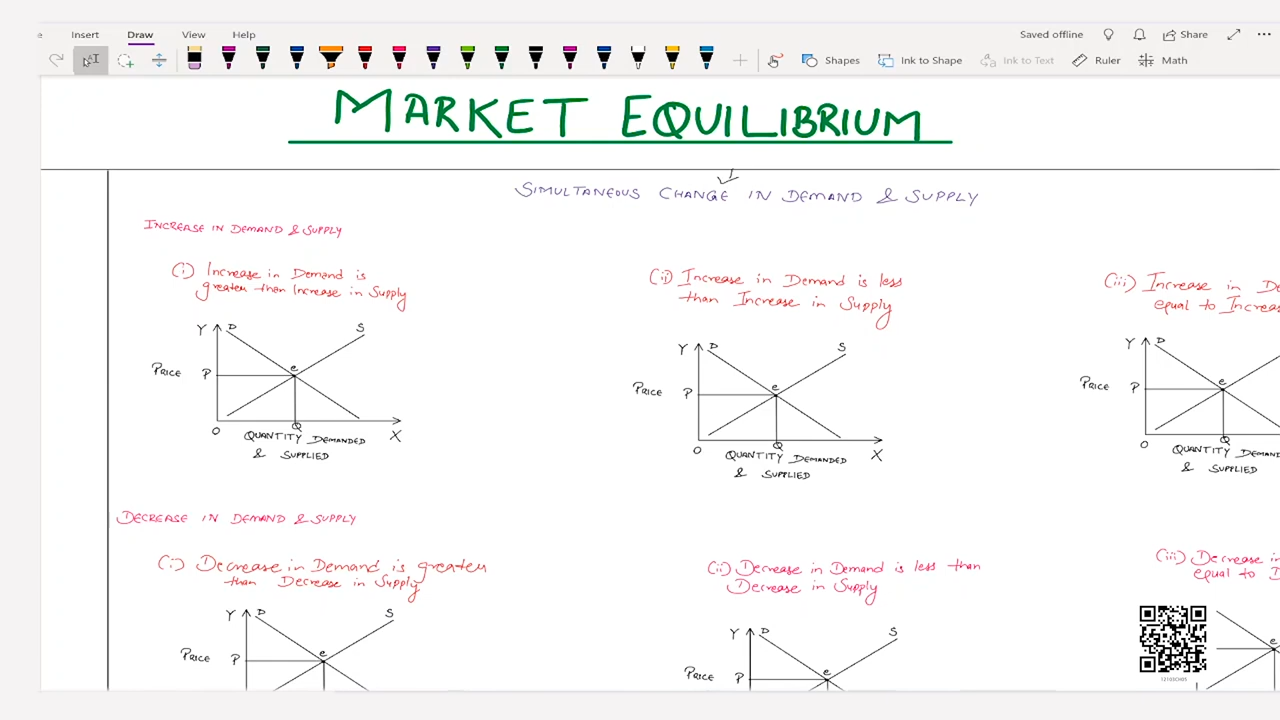 Insert Draw View Help Saved offline Share
Shapes Ink to Shape Ink to Text Ruler Math
MARKET EQUILIBRIUM
SIMULTANEOUS CHANGE IN DEMAND & SUPPLY
INCREASE IN DEMAND & SUPPLY
(i) Increase in Demand is
greater than Increase in Supply
Y D S
Price P e
O Q X
QUANTITY DEMANDED
& SUPPLIED
(ii) Increase in Demand is less
than Increase in Supply
Y D S
Price P e
O Q X
QUANTITY DEMANDED
& SUPPLIED
(iii) Increase in
equal to
Y D
Price P e
O Q
QUANTITY
& SUPPLIED
DECREASE IN DEMAND & SUPPLY
(i) Decrease in Demand is greater
than Decrease in Supply
Y D S
Price P e
(ii) Decrease in Demand is less than
Decrease in Supply
Y D S
Price P e
(iii) Decrease
equal to
e
12103CH05